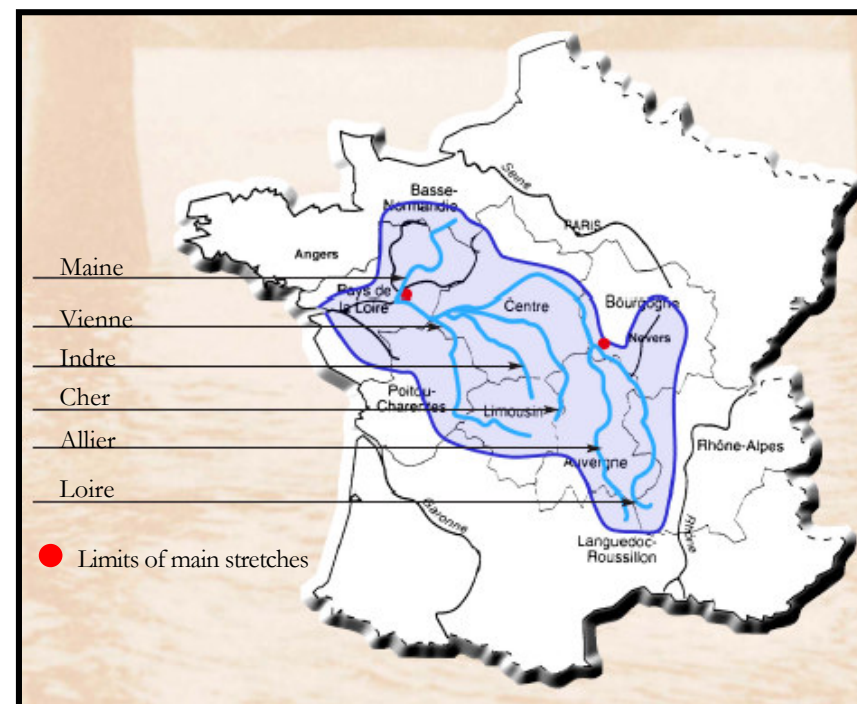 Seine
Basse-
Normandie
PARIS
Angers
Maine
Pays de
la Loire
Centre
Bourgogne
Vienne
Nevers
Indre
Poitou-
Charentes
Cher
Limousin
Allier
Auvergne
Rhône-Alpes
Loire
Garonne
Rhône
Languedoc-
Roussillon
Limits of main stretches